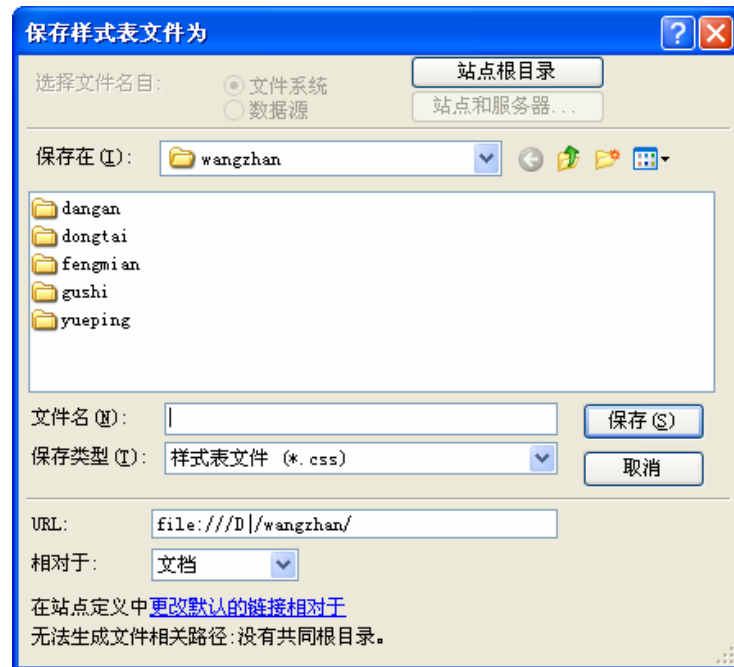 保存样式表文件为
选择文件名自: 文件系统 站点根目录
数据源 站点和服务器...
保存在(I): wangzhan
dangan
dongtai
fengmian
gushi
yueping
文件名(N): 保存(S)
保存类型(T): 样式表文件 (*.css) 取消
URL: file:///D|/wangzhan/
相对于: 文档
在站点定义中更改默认的链接相对于
无法生成文件相关路径:没有共同根目录。